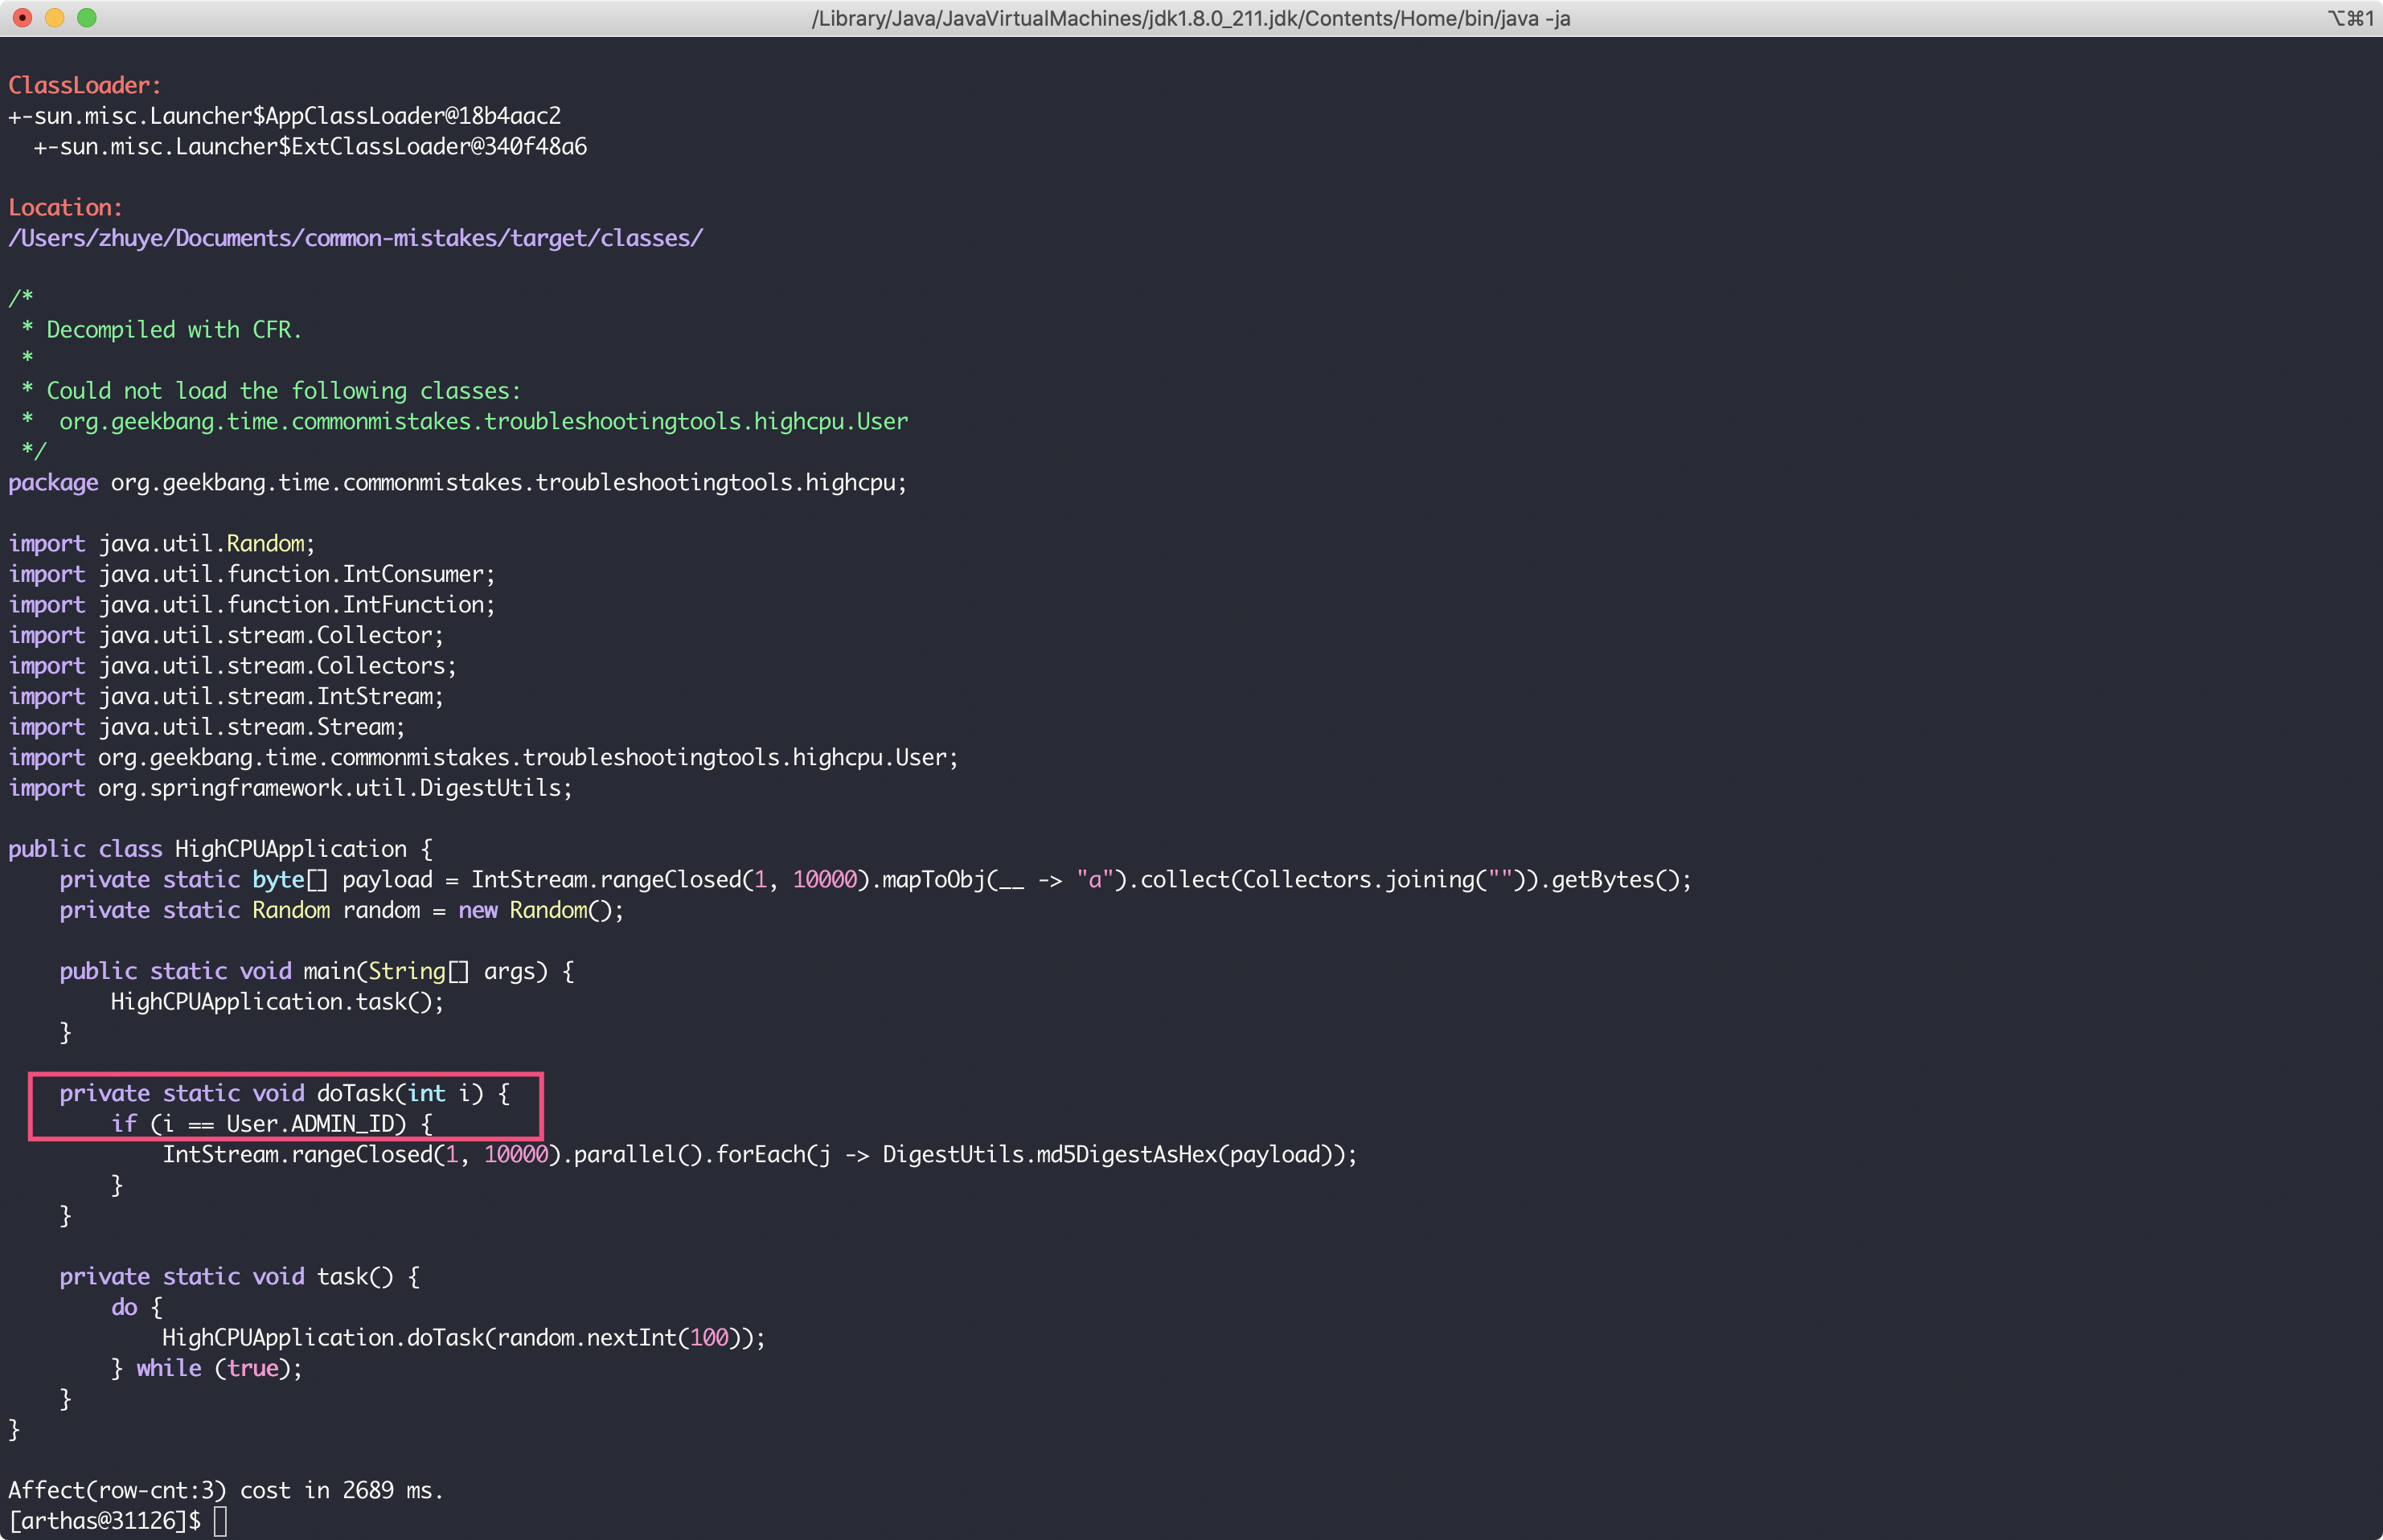 /Library/Java/JavaVirtualMachines/jdk1.8.0_211.jdk/Contents/Home/bin/java -ja
⌥⌘1
ClassLoader:
+-sun.misc.Launcher$AppClassLoader@18b4aac2
  +-sun.misc.Launcher$ExtClassLoader@340f48a6
Location:
/Users/zhuye/Documents/common-mistakes/target/classes/
/*
 * Decompiled with CFR.
 *
 * Could not load the following classes:
 *  org.geekbang.time.commonmistakes.troubleshootingtools.highcpu.User
 */
package org.geekbang.time.commonmistakes.troubleshootingtools.highcpu;
import java.util.Random;
import java.util.function.IntConsumer;
import java.util.function.IntFunction;
import java.util.stream.Collector;
import java.util.stream.Collectors;
import java.util.stream.IntStream;
import java.util.stream.Stream;
import org.geekbang.time.commonmistakes.troubleshootingtools.highcpu.User;
import org.springframework.util.DigestUtils;
public class HighCPUApplication {
    private static byte[] payload = IntStream.rangeClosed(1, 10000).mapToObj(__ -> "a").collect(Collectors.joining("")).getBytes();
    private static Random random = new Random();
    public static void main(String[] args) {
        HighCPUApplication.task();
    }
    private static void doTask(int i) {
        if (i == User.ADMIN_ID) {
            IntStream.rangeClosed(1, 10000).parallel().forEach(j -> DigestUtils.md5DigestAsHex(payload));
        }
    }
    private static void task() {
        do {
            HighCPUApplication.doTask(random.nextInt(100));
        } while (true);
    }
}
Affect(row-cnt:3) cost in 2689 ms.
[arthas@31126]$